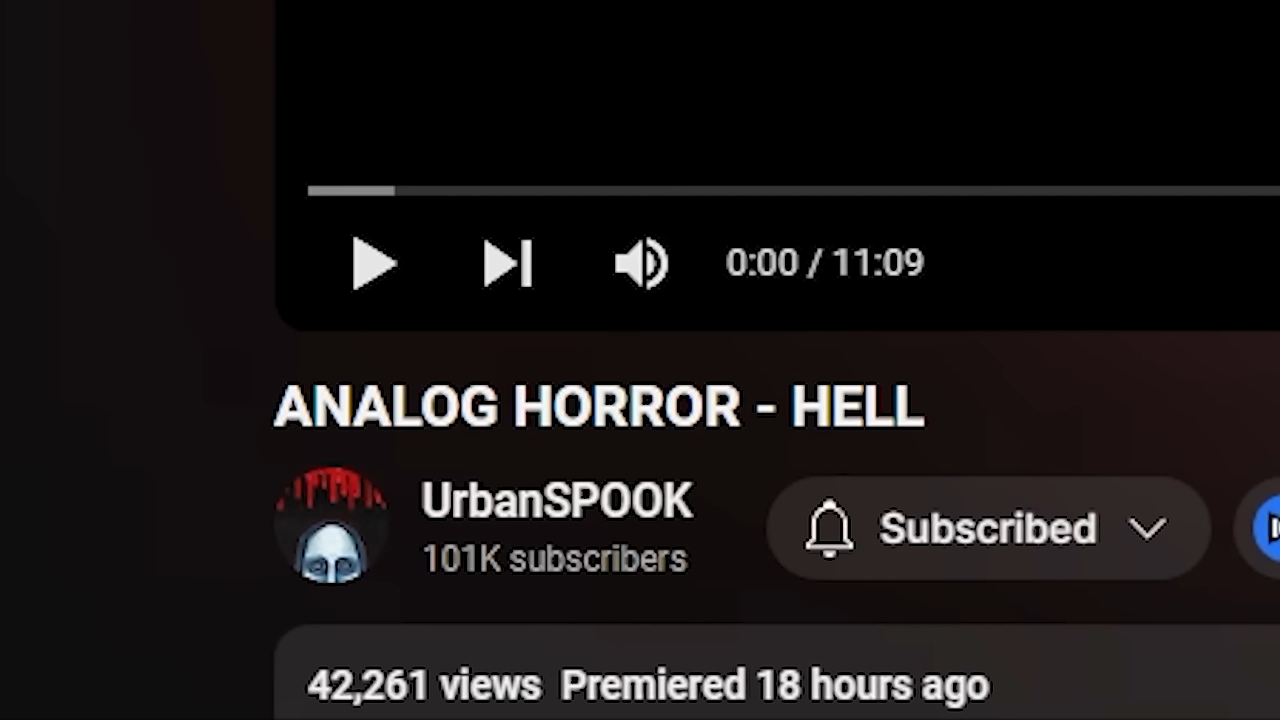 0:00 / 11:09
ANALOG HORROR - HELL
UrbanSPOOK
101K subscribers
Subscribed
42,261 views Premiered 18 hours ago